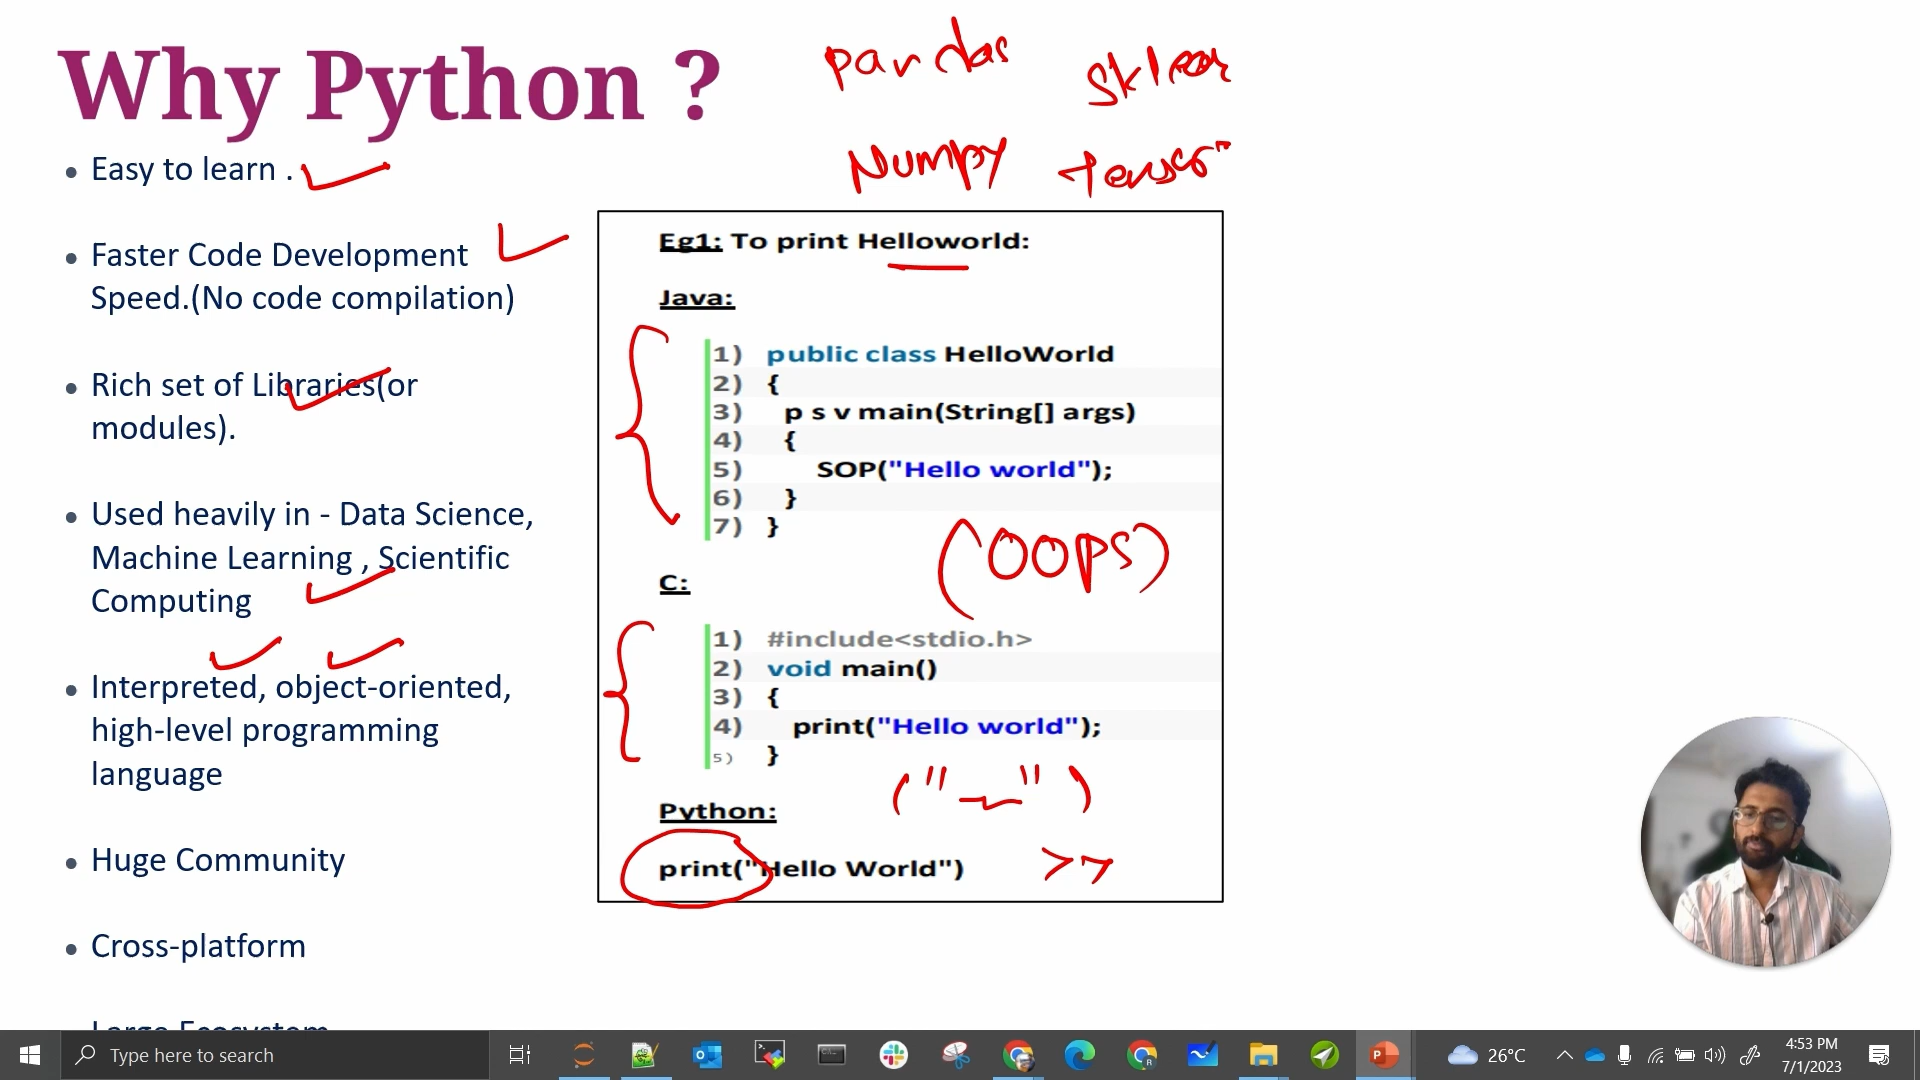 Why Python ?
pandas
sklear
Numpy
tensor
• Easy to learn .
• Faster Code Development
Speed.(No code compilation)
• Rich set of Libraries(or
modules).
• Used heavily in - Data Science,
Machine Learning , Scientific
Computing
• Interpreted, object-oriented,
high-level programming
language
• Huge Community
• Cross-platform
Large Ecosystem
Eg1: To print Helloworld:
Java:
1) public class HelloWorld
2) {
3) p s v main(String[] args)
4) {
5) SOP("Hello world");
6) }
7) }
(OOPS)
C:
1) #include<stdio.h>
2) void main()
3) {
4) print("Hello world");
5) }
(" ")
Python:
print("Hello World")
>>
Type here to search
26°C
4:53 PM
7/1/2023